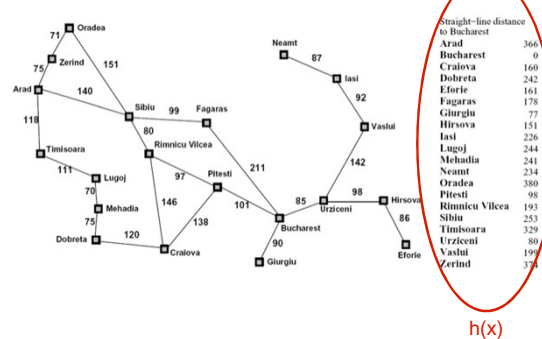 Oradea
71
Neamt
87
Zerind
151
75
Iasi
Arad
140
92
Sibiu
99
Fagaras
118
Vaslui
80
Rimnicu Vilcea
Timisoara
142
111
211
Lugoj
97
Pitesti
70
98
Hirsova
85
146
101
Urziceni
Mehadia
138
86
75
Bucharest
120
90
Dobreta
Craiova
Eforie
Giurgiu
Straight-line distance
to Bucharest
Arad 366
Bucharest 0
Craiova 160
Dobreta 242
Eforie 161
Fagaras 178
Giurgiu 77
Hirsova 151
Iasi 226
Lugoj 244
Mehadia 241
Neamt 234
Oradea 380
Pitesti 98
Rimnicu Vilcea 193
Sibiu 253
Timisoara 329
Urziceni 80
Vaslui 199
Zerind 374
h(x)